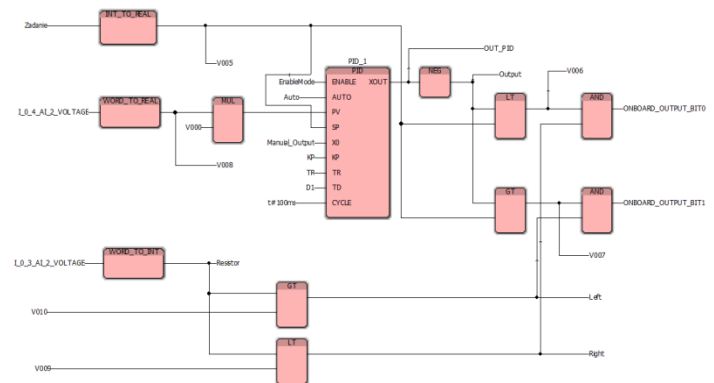 INT_TO_REAL
Zadanie
V005
PID_1
PID
OUT_PID
NEG
Output
V006
EnableMode
ENABLE XOUT
Auto
AUTO
WORD_TO_REAL
MUL
LT
AND
I_0_4_AI_2_VOLTAGE
PV
ONBOARD_OUTPUT_BIT0
V000
SP
Manuial_Output
X0
V008
KP
KP
TR
TR
D1
TD
GT
AND
t#100ms
CYCLE
ONBOARD_OUTPUT_BIT1
WORD_TO_INT
V007
I_0_3_AI_2_VOLTAGE
Resistor
GT
Left
V010
LT
Right
V009